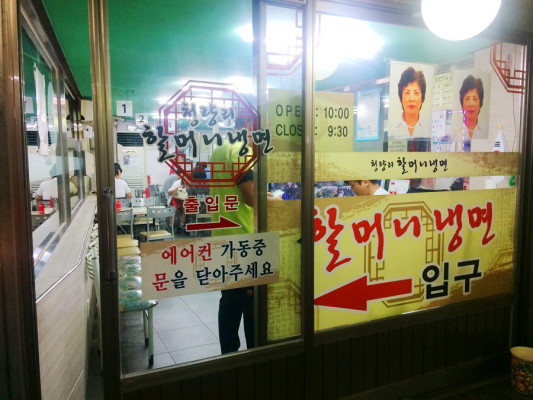 1
2
청량리
할머니냉면
출입문
에어컨 가동중
문을 닫아주세요
OPEN : 10:00
CLOSE : 9:30
CCTV
청량리 할머니냉면
할머니냉면
입구